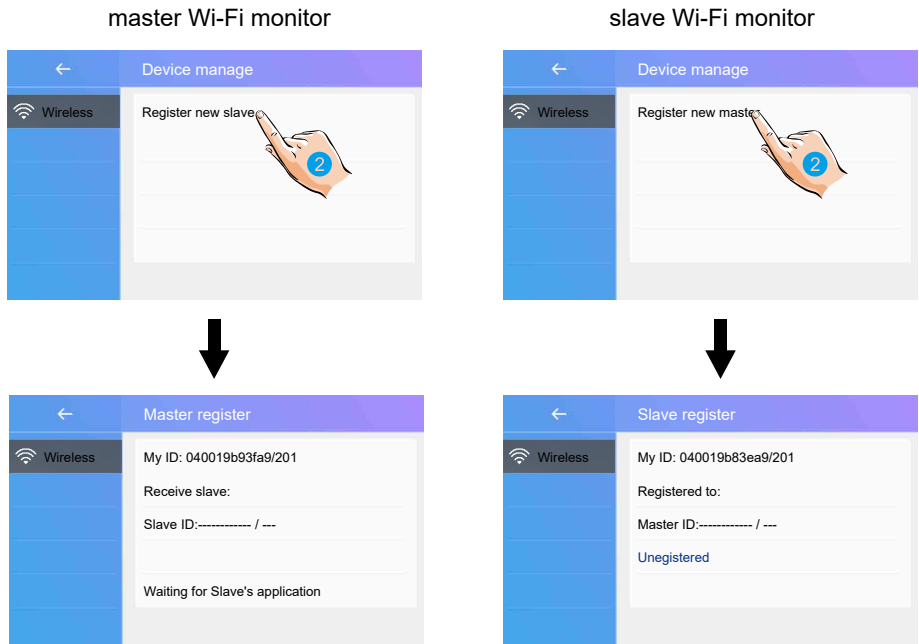 master Wi-Fi monitor
slave Wi-Fi monitor
←
Device manage
Wireless
Register new slave
2
←
Device manage
Wireless
Register new master
2
←
Master register
Wireless
My ID: 040019b93fa9/201
Receive slave:
Slave ID:------------ / ---
Waiting for Slave's application
←
Slave register
Wireless
My ID: 040019b83ea9/201
Registered to:
Master ID:------------ / ---
Unegistered